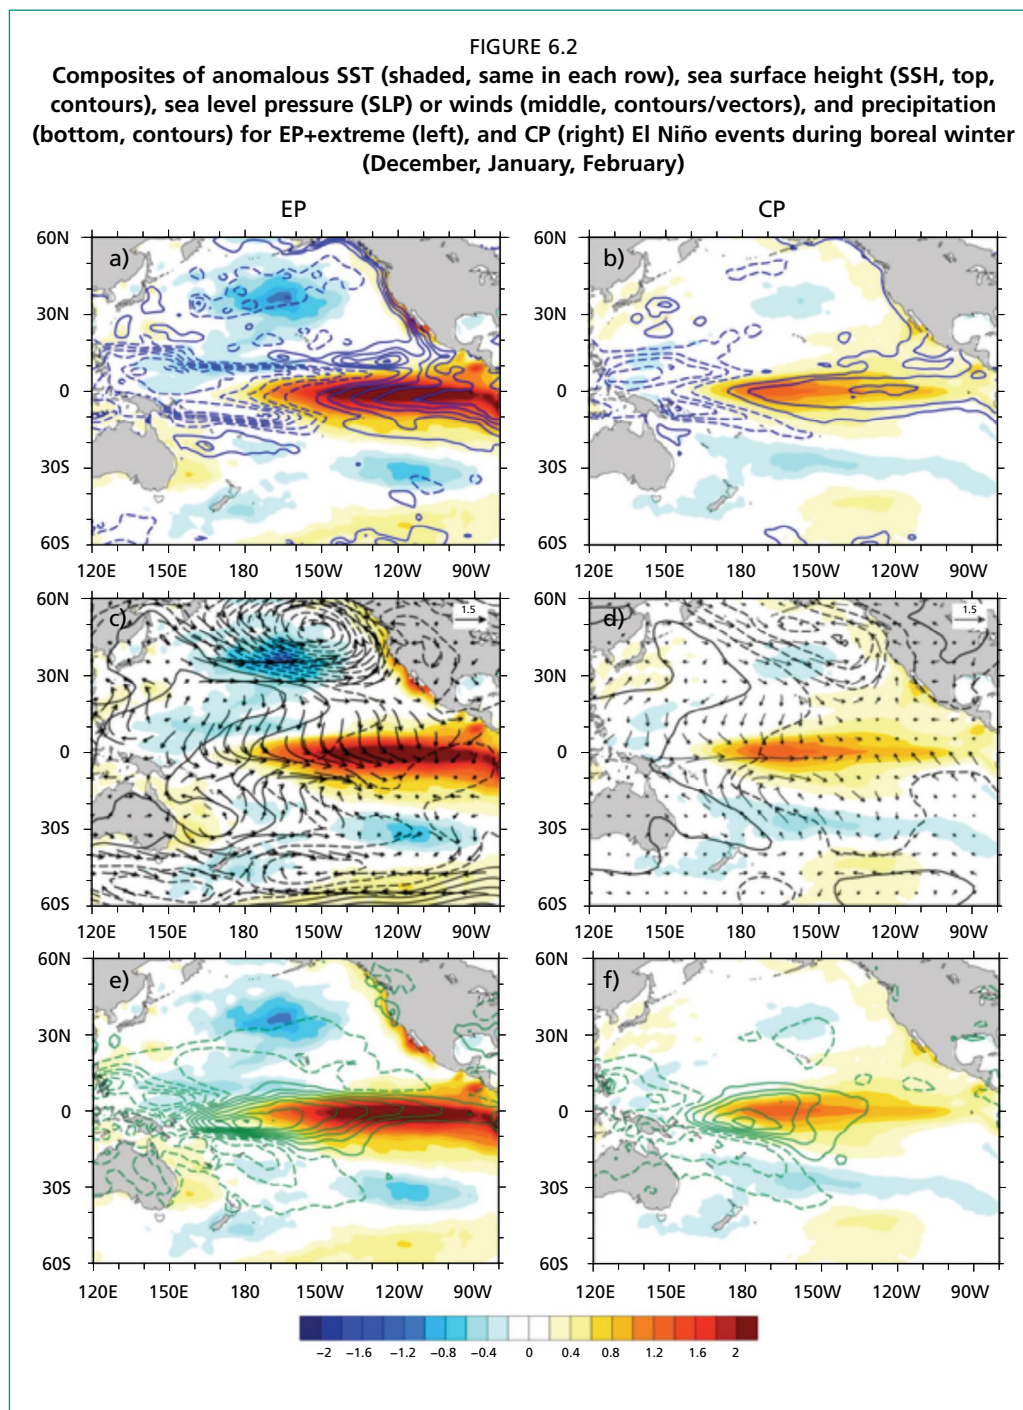 FIGURE 6.2
Composites of anomalous SST (shaded, same in each row), sea surface height (SSH, top,
contours), sea level pressure (SLP) or winds (middle, contours/vectors), and precipitation
(bottom, contours) for EP+extreme (left), and CP (right) El Niño events during boreal winter
(December, January, February)
EP CP
60N 60N
a) b)
30N 30N
0 0
30S 30S
60S 60S
120E 150E 180 150W 120W 90W 120E 150E 180 150W 120W 90W
60N 60N
c) 1.5 d) 1.5
30N 30N
0 0
30S 30S
60S 60S
120E 150E 180 150W 120W 90W 120E 150E 180 150W 120W 90W
60N 60N
e) f)
30N 30N
0 0
30S 30S
60S 60S
120E 150E 180 150W 120W 90W 120E 150E 180 150W 120W 90W
−2 −1.6 −1.2 −0.8 −0.4 0 0.4 0.8 1.2 1.6 2